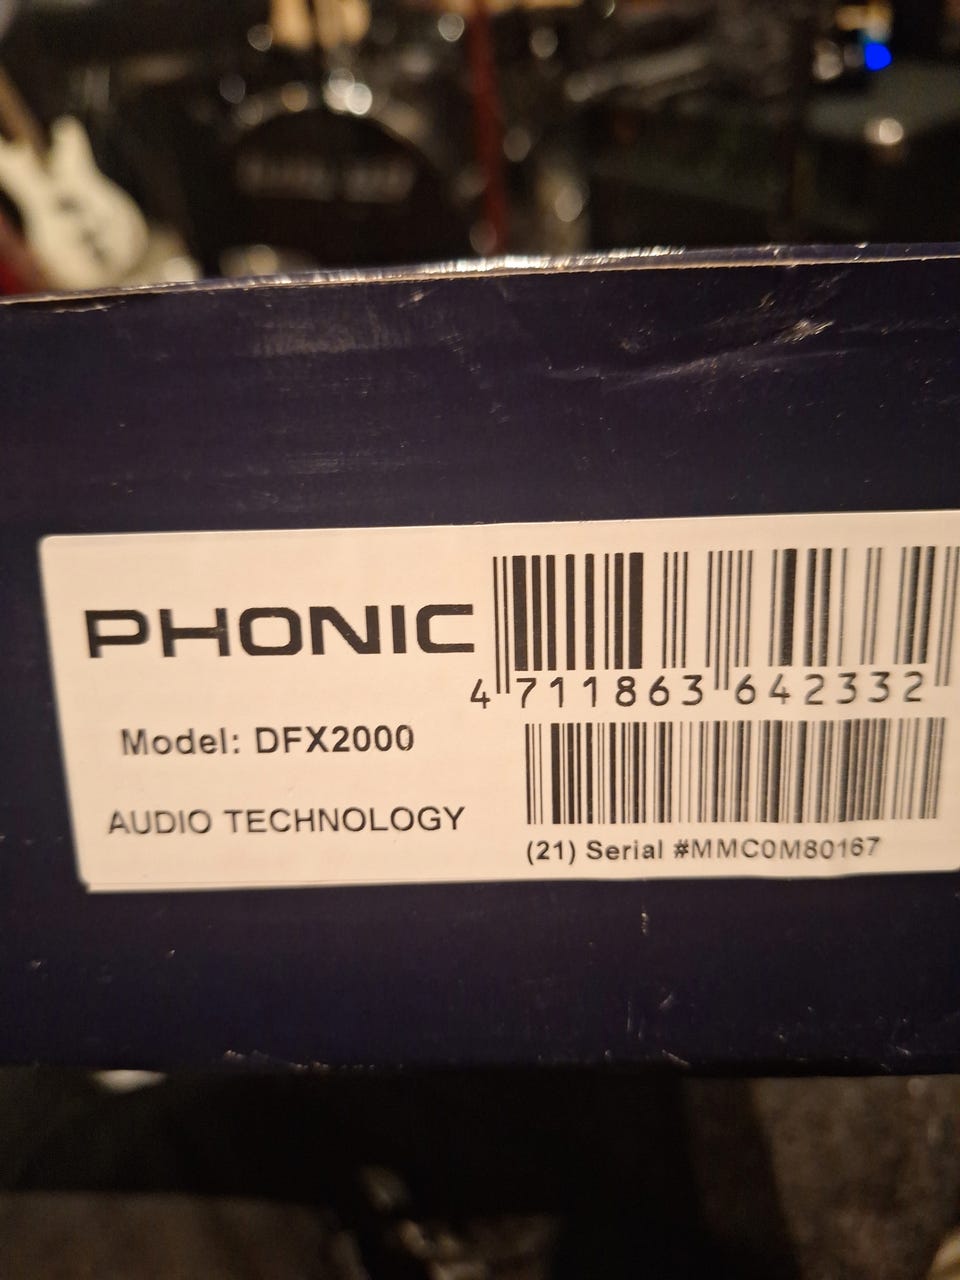 PHONIC
4 711863 642332
Model: DFX2000
AUDIO TECHNOLOGY
(21) Serial #MMC0M80167